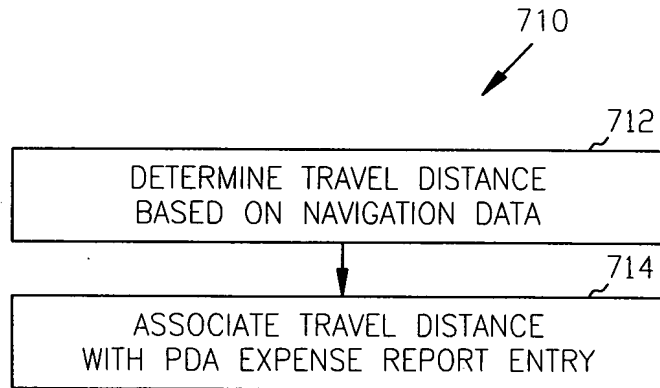 710
712
DETERMINE TRAVEL DISTANCE
BASED ON NAVIGATION DATA
714
ASSOCIATE TRAVEL DISTANCE
WITH PDA EXPENSE REPORT ENTRY